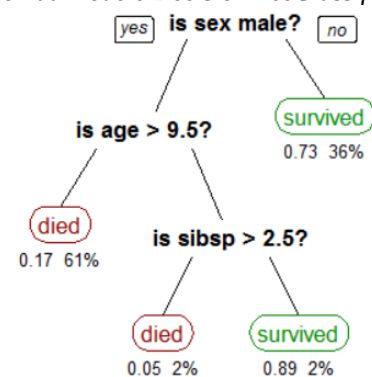 yes is sex male? no
is age > 9.5?
survived
0.73 36%
died
0.17 61%
is sibsp > 2.5?
died survived
0.05 2% 0.89 2%